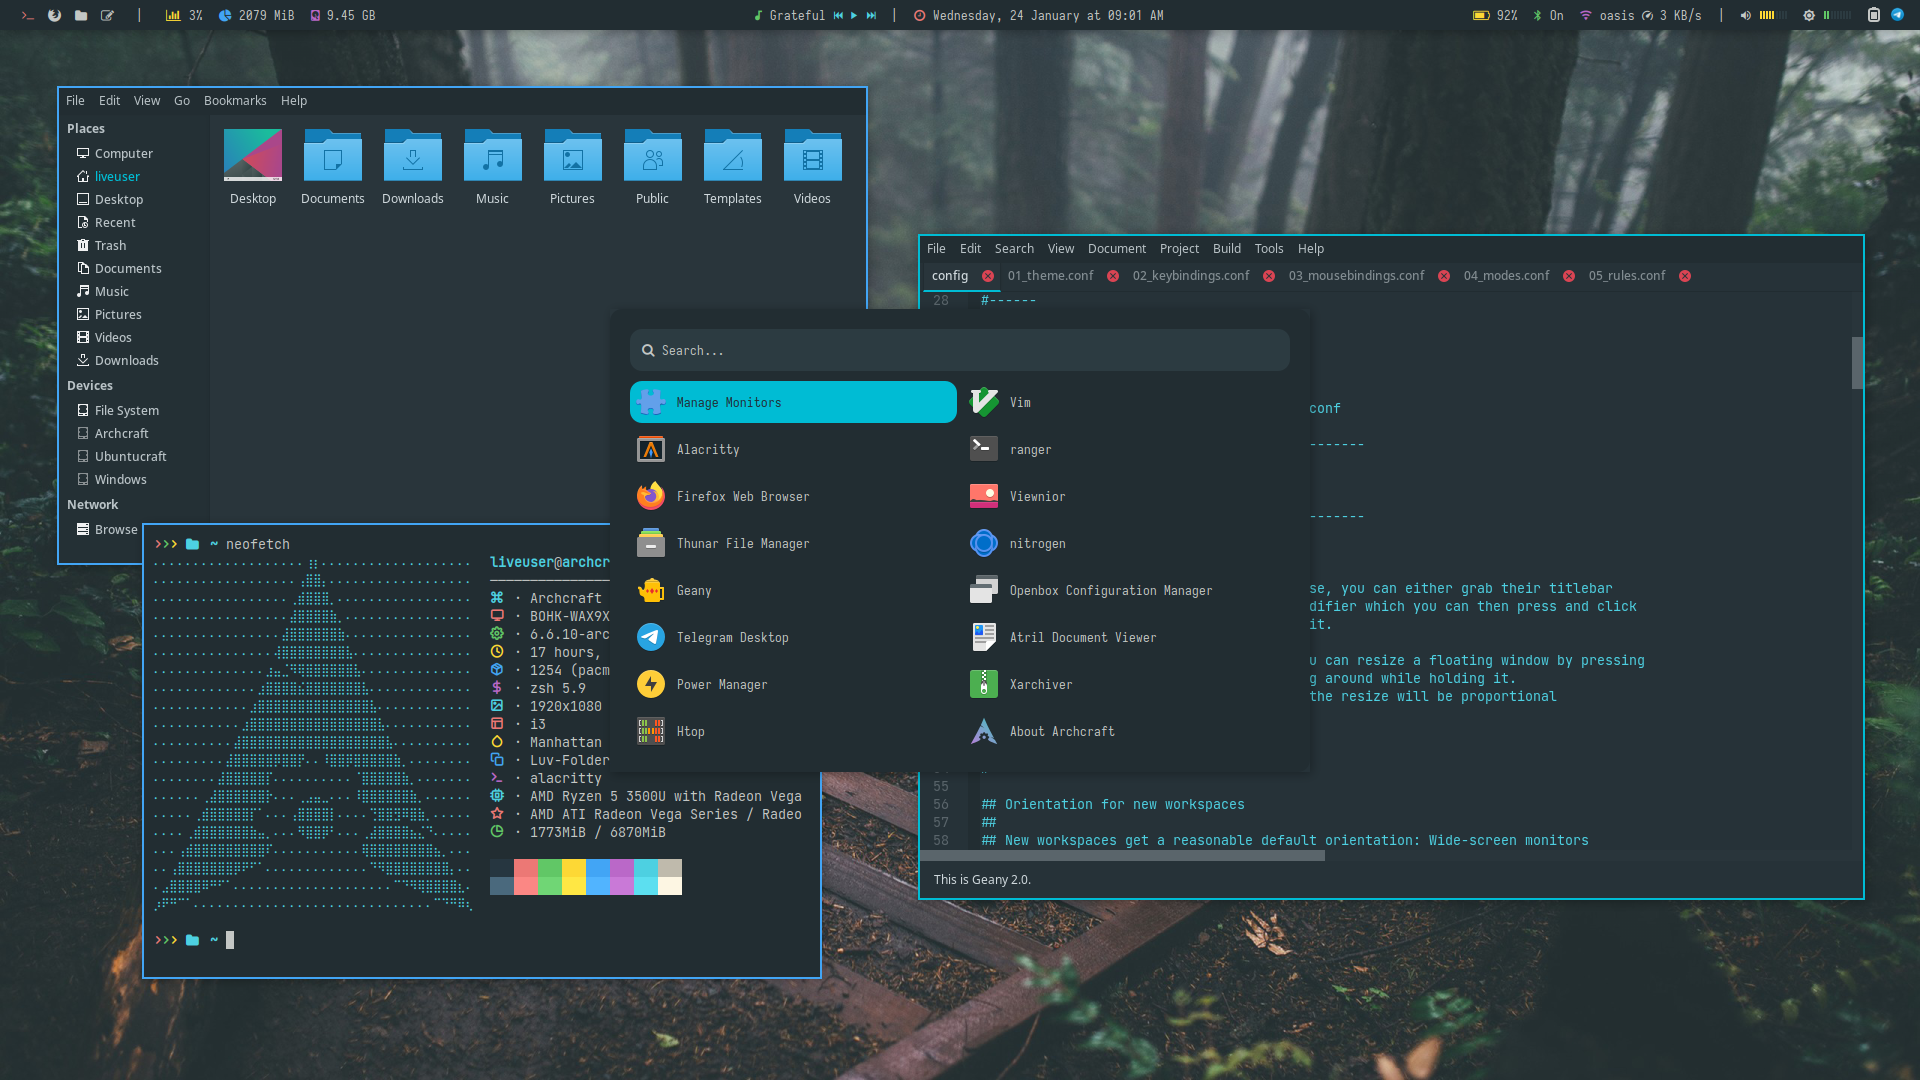 3%
2079 MiB
9.45 GB
Grateful
Wednesday, 24 January at 09:01 AM
92%
On
oasis
3 KB/s
File Edit View Go Bookmarks Help
Places
Computer
liveuser
Desktop
Recent
Trash
Documents
Music
Pictures
Videos
Downloads
Devices
File System
Archcraft
Ubuntucraft
Windows
Network
Browse
Desktop Documents Downloads Music Pictures Public Templates Videos
File Edit Search View Document Project Build Tools Help
config 01_theme.conf 02_keybindings.conf 03_mousebindings.conf 04_modes.conf 05_rules.conf
28 #------
conf
-------
-------
se, you can either grab their titlebar
difier which you can then press and click
it.
u can resize a floating window by pressing
g around while holding it.
the resize will be proportional
55
56 ## Orientation for new workspaces
57 ##
58 ## New workspaces get a reasonable default orientation: Wide-screen monitors
This is Geany 2.0.
Search...
Manage Monitors
Alacritty
Firefox Web Browser
Thunar File Manager
Geany
Telegram Desktop
Power Manager
Htop
Vim
ranger
Viewnior
nitrogen
Openbox Configuration Manager
Atril Document Viewer
Xarchiver
About Archcraft
~ neofetch
liveuser@archcr
· Archcraft
· BOHK-WAX9X
· 6.6.10-arc
· 17 hours,
· 1254 (pacm
· zsh 5.9
· 1920x1080
· i3
· Manhattan
· Luv-Folder
· alacritty
· AMD Ryzen 5 3500U with Radeon Vega
· AMD ATI Radeon Vega Series / Radeo
· 1773MiB / 6870MiB
~